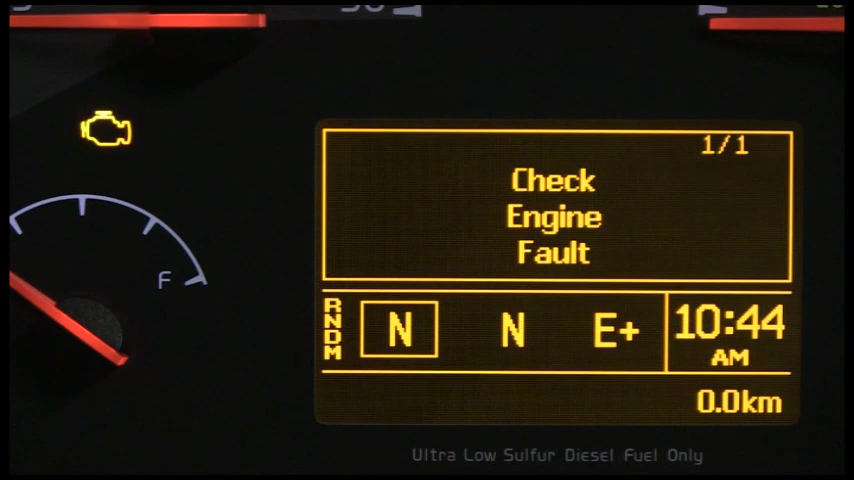 1/1
Check
Engine
Fault
F
RNDM
N N E+
10:44
AM
0.0km
Ultra Low Sulfur Diesel Fuel Only